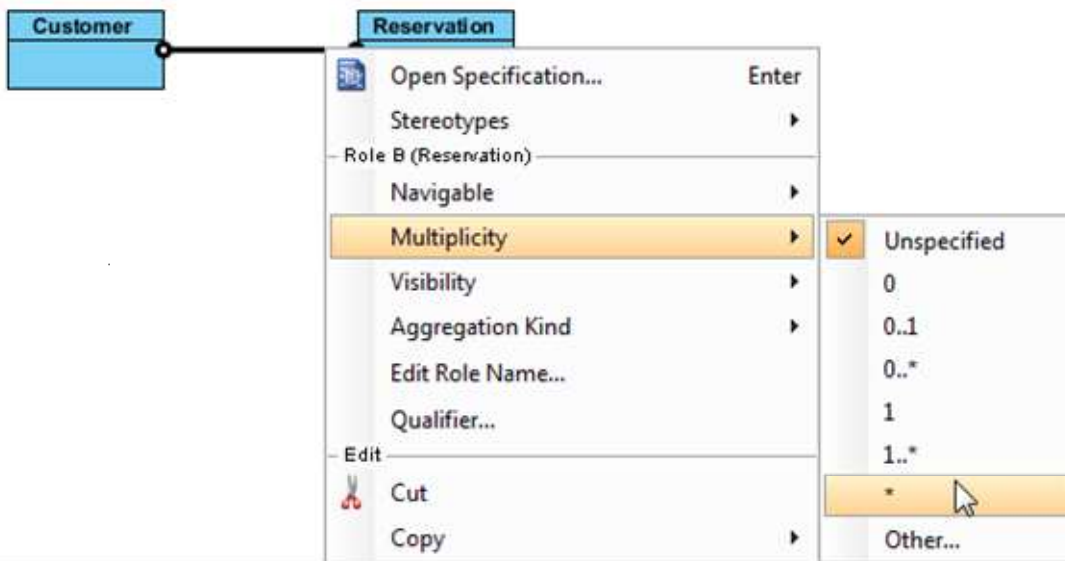 Customer
Reservation
Open Specification... Enter
Stereotypes
Role B (Reservation)
Navigable
Multiplicity
Visibility
Aggregation Kind
Edit Role Name...
Qualifier...
Edit
Cut
Copy
Unspecified
0
0..1
0..*
1
1..*
*
Other...